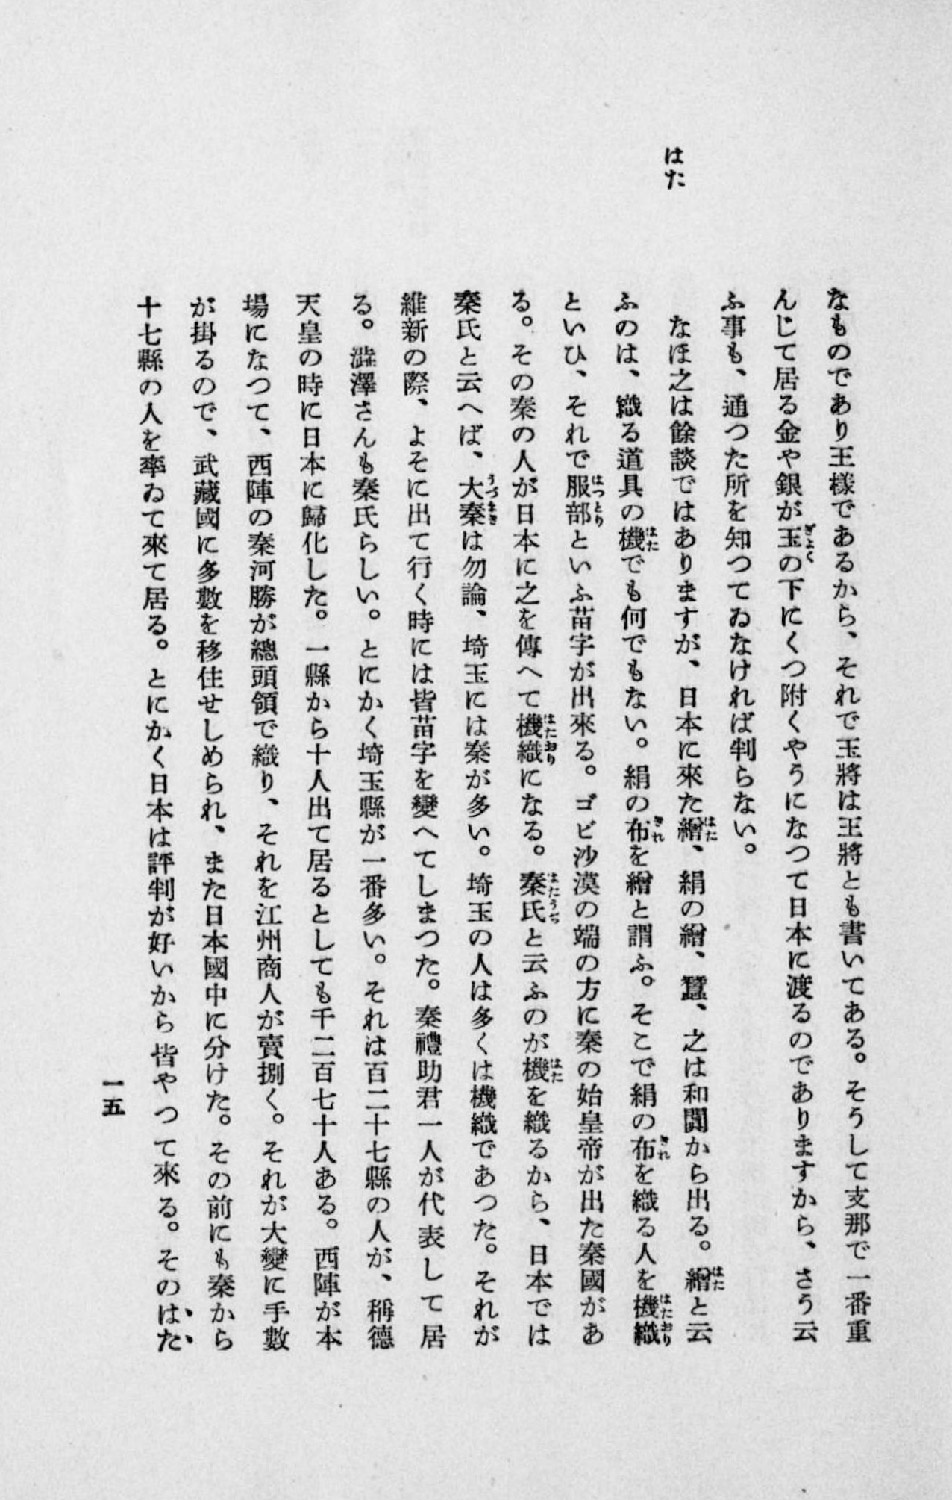 はた
なものであり王樣であるから、それで玉將は王將とも書いてある。そうして支那で一番重
んじて居る金や銀が玉の下にくつ附くやうになつて日本に渡るのでありますから、さう云
ふ事も、通つた所を知つてゐなければ判らない。
なほ之は餘談ではありますが、日本に來た繒、絹の繒、蠶、之は和闐から出る。繒と云
ふのは、織る道具の機でも何でもない。絹の布を繒と謂ふ。そこで絹の布を織る人を機織
といひ、それで服部といふ苗字が出來る。ゴビ沙漠の端の方に秦の始皇帝が出た秦國があ
る。その秦の人が日本に之を傳へて機織になる。秦氏と云ふのが機を織るから、日本では
秦氏と云へば、大秦は勿論、埼玉には秦が多い。埼玉の人は多くは機織であつた。それが
維新の際、よそに出て行く時には皆苗字を變へてしまつた。秦禮助君一人が代表して居
る。澁澤さんも秦氏らしい。とにかく埼玉縣が一番多い。それは百二十七縣の人が、稱德
天皇の時に日本に歸化した。一縣から十人出て居るとしても千二百七十人ある。西陣が本
場になつて、西陣の秦河勝が總頭領で織り、それを江州商人が賣捌く。それが大變に手數
が掛るので、武藏國に多數を移住せしめられ、また日本國中に分けた。その前にも秦から
十七縣の人を率ゐて來て居る。とにかく日本は評判が好いから皆やつて來る。そのはた
一五